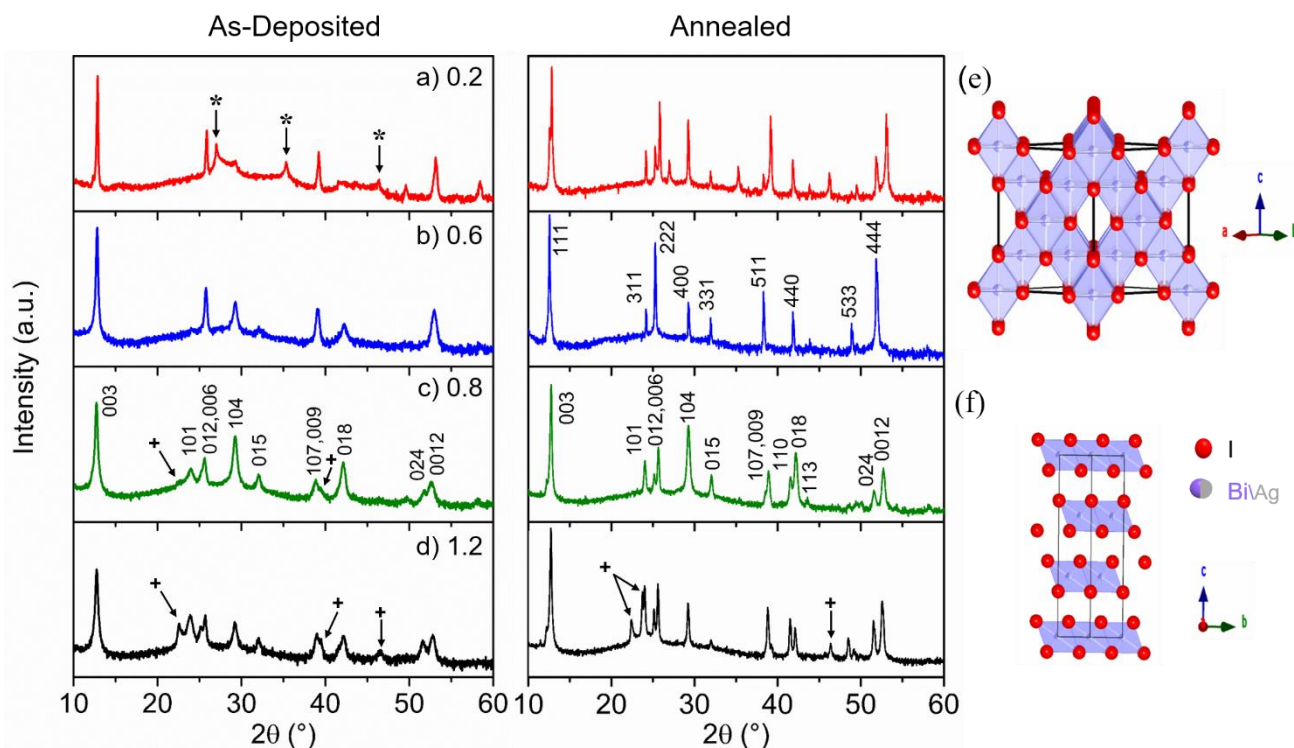 As-Deposited
Annealed
a) 0.2
*
*
*
b) 0.6
111
311
222
400
331
511
440
533
444
c) 0.8
003
+
101
012,006
104
015
107,009
+
018
024
0012
003
101
012,006
104
015
107,009
110
018
113
024
0012
d) 1.2
+
+
+
+
+
10 20 30 40 50 60
10 20 30 40 50 60
2θ (°)
2θ (°)
Intensity (a.u.)
(e)
c
a
(f)
I
Bi\Ag
c
b